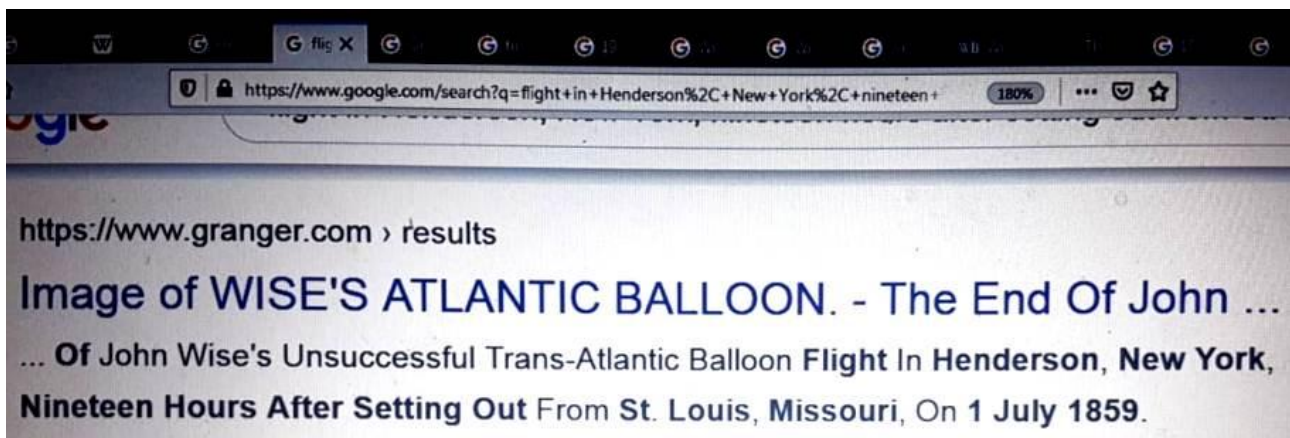 flig
https://www.google.com/search?q=flight+in+Henderson%2C+New+York%2C+nineteen+
180%
https://www.granger.com › results
Image of WISE'S ATLANTIC BALLOON. - The End Of John ...
... Of John Wise's Unsuccessful Trans-Atlantic Balloon Flight In Henderson, New York,
Nineteen Hours After Setting Out From St. Louis, Missouri, On 1 July 1859.